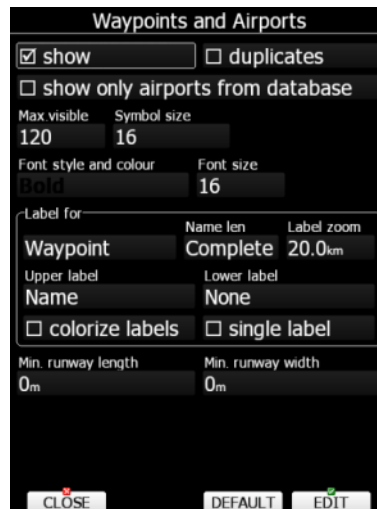 Waypoints and Airports
show duplicates
show only airports from database
Max.visible Symbol size
120 16
Font style and colour Font size
Bold 16
Label for
Name len Label zoom
Waypoint Complete 20.0km
Upper label Lower label
Name None
colorize labels single label
Min. runway length Min. runway width
0m 0m
CLOSE DEFAULT EDIT